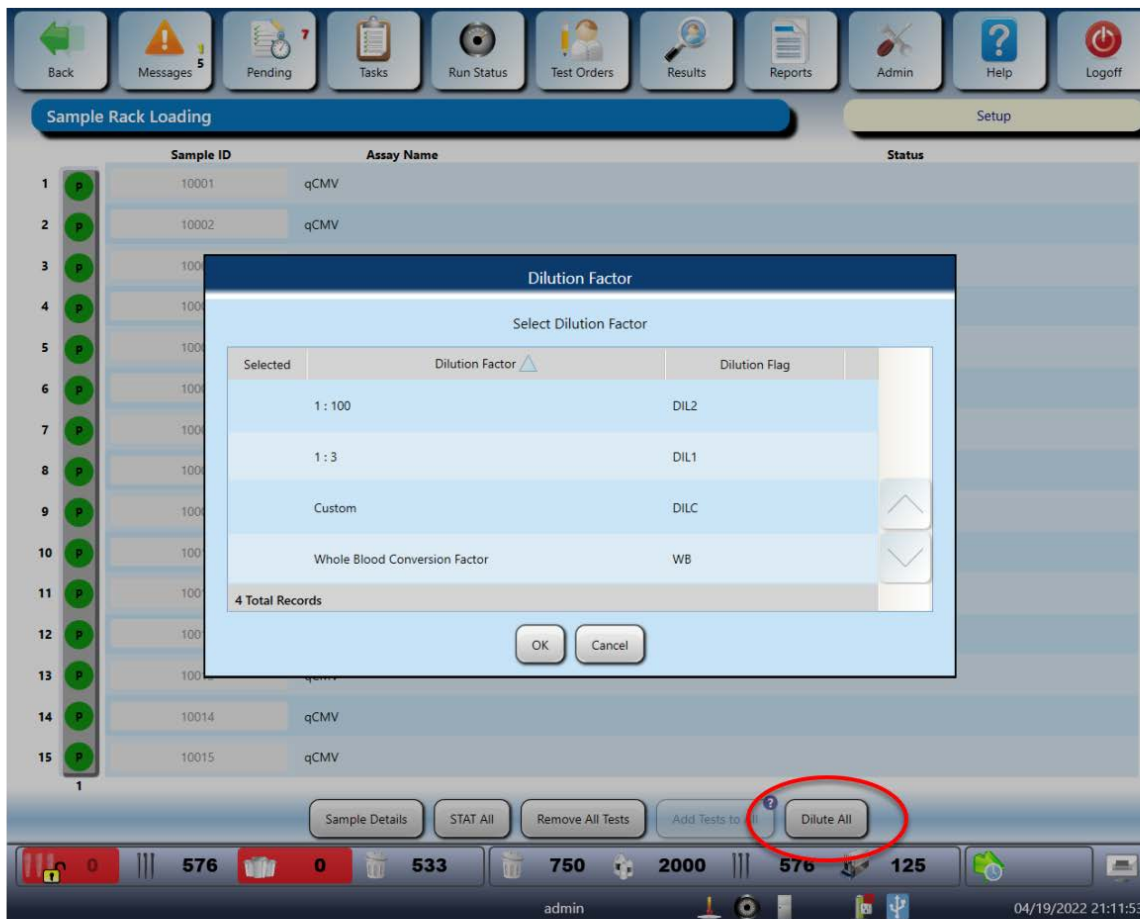 Back Messages 5 Pending 7 Tasks Run Status Test Orders Results Reports Admin Help Logoff
Sample Rack Loading Setup
Sample ID Assay Name Status
1 P 10001 qCMV
2 P 10002 qCMV
3 P
4 P
5 P
6 P
7 P
8 P
9 P
10 P
11 P
12 P
13 P
14 P 10014 qCMV
15 P 10015 qCMV
1
Dilution Factor
Select Dilution Factor
Selected Dilution Factor Dilution Flag
1 : 100 DIL2
1 : 3 DIL1
Custom DILC
Whole Blood Conversion Factor WB
4 Total Records
OK Cancel
Sample Details STAT All Remove All Tests Add Tests to All ? Dilute All
0 576 0 533 750 2000 576 125
admin 04/19/2022 21:11:53